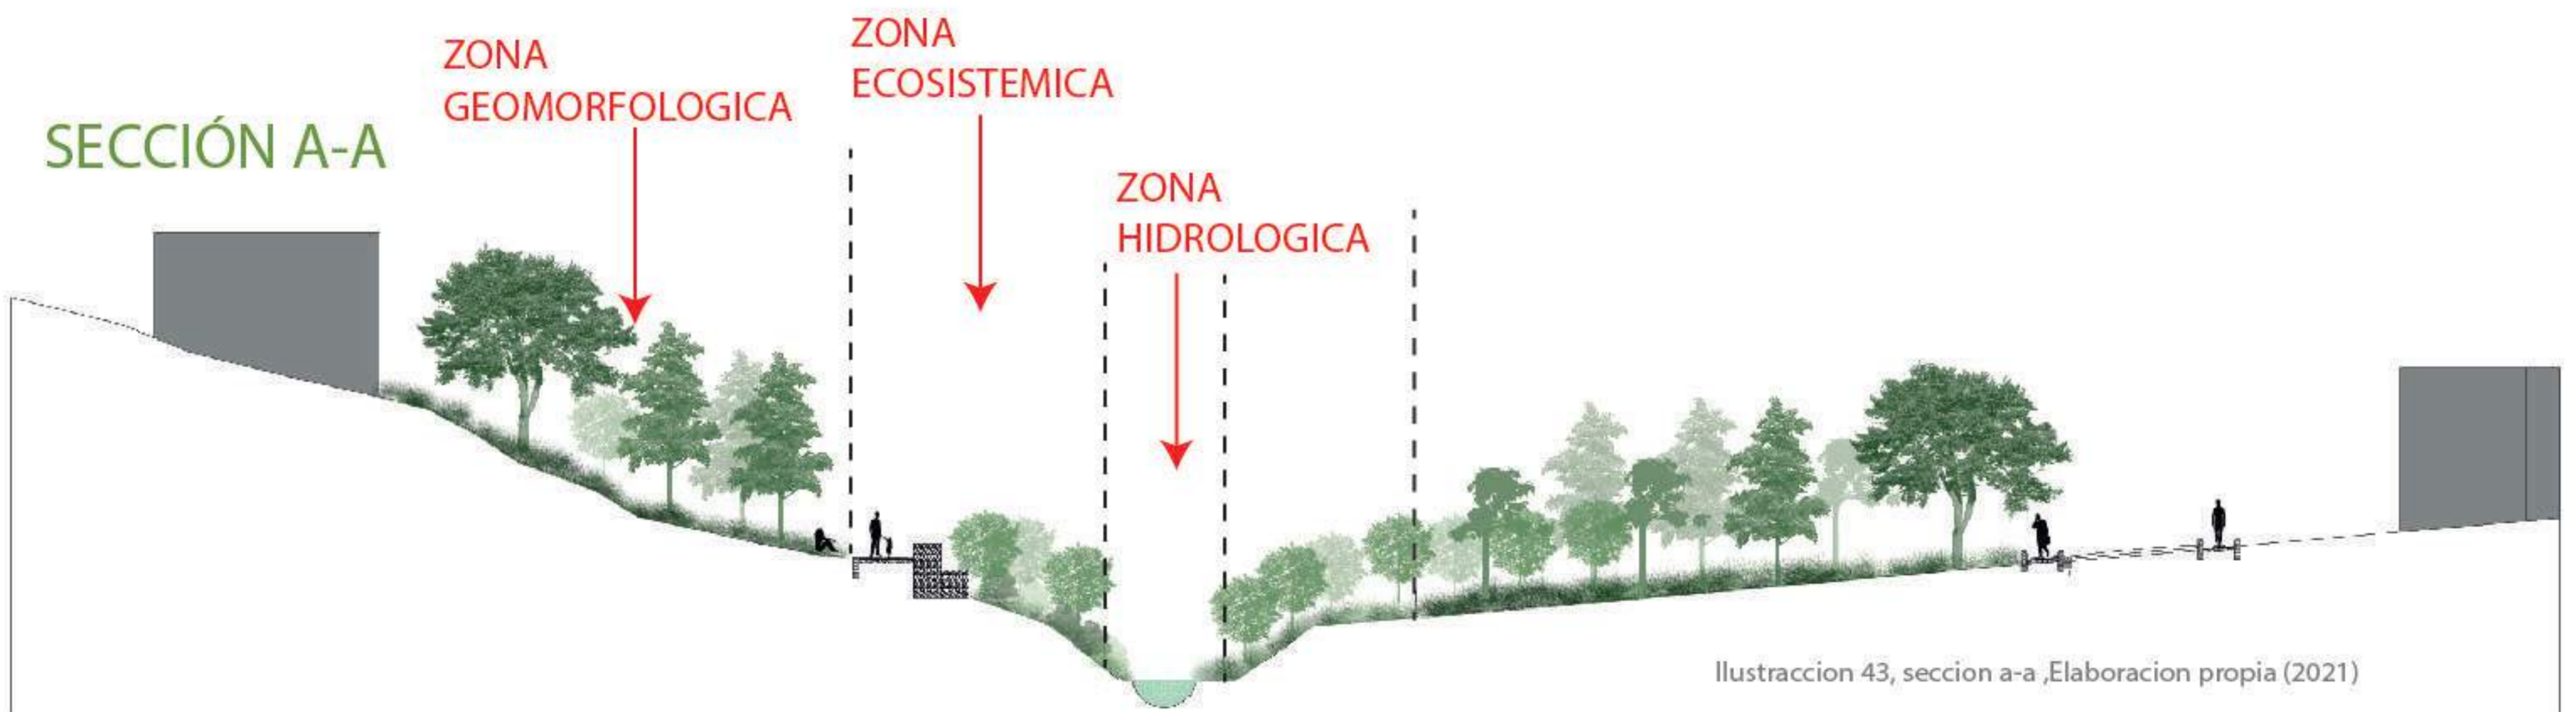 SECCIÓN A-A
ZONA
GEOMORFOLOGICA
ZONA
ECOSISTEMICA
ZONA
HIDROLOGICA
Ilustraccion 43, seccion a-a ,Elaboracion propia (2021)